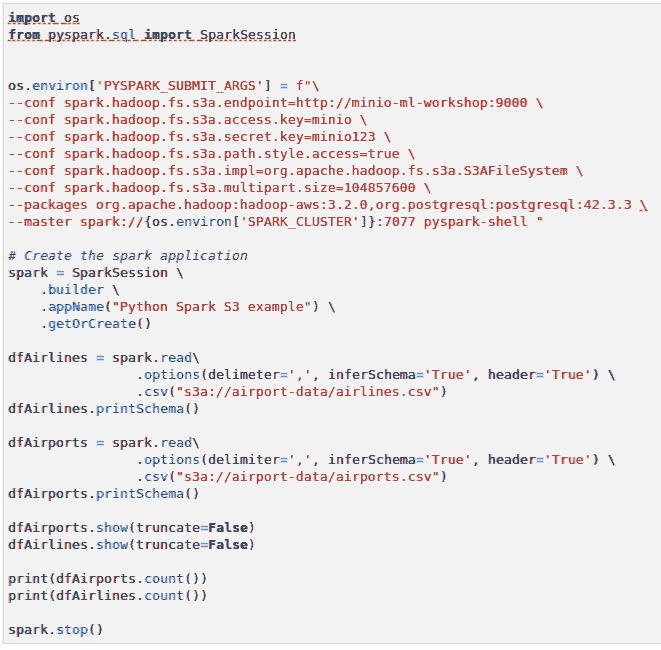 import os
from pyspark.sql import SparkSession
os.environ['PYSPARK_SUBMIT_ARGS'] = f"\
--conf spark.hadoop.fs.s3a.endpoint=http://minio-ml-workshop:9000 \
--conf spark.hadoop.fs.s3a.access.key=minio \
--conf spark.hadoop.fs.s3a.secret.key=minio123 \
--conf spark.hadoop.fs.s3a.path.style.access=true \
--conf spark.hadoop.fs.s3a.impl=org.apache.hadoop.fs.s3a.S3AFileSystem \
--conf spark.hadoop.fs.s3a.multipart.size=104857600 \
--packages org.apache.hadoop:hadoop-aws:3.2.0,org.postgresql:postgresql:42.3.3 \
--master spark://{os.environ['SPARK_CLUSTER']}:7077 pyspark-shell "
# Create the spark application
spark = SparkSession \
    .builder \
    .appName("Python Spark S3 example") \
    .getOrCreate()
dfAirlines = spark.read\
                .options(delimeter=',', inferSchema='True', header='True') \
                .csv("s3a://airport-data/airlines.csv")
dfAirlines.printSchema()
dfAirports = spark.read\
                .options(delimiter=',', inferSchema='True', header='True') \
                .csv("s3a://airport-data/airports.csv")
dfAirports.printSchema()
dfAirports.show(truncate=False)
dfAirlines.show(truncate=False)
print(dfAirports.count())
print(dfAirlines.count())
spark.stop()